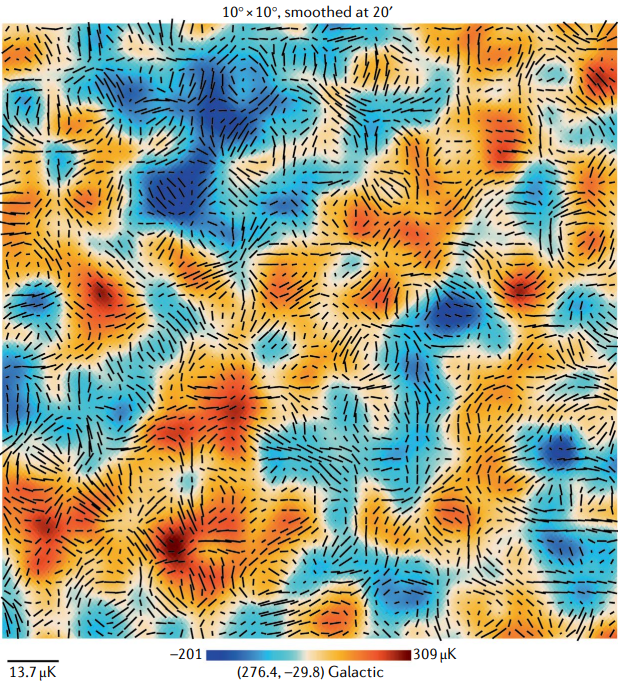 10° × 10°, smoothed at 20′
−201 309 μK
13.7 μK
(276.4, −29.8) Galactic